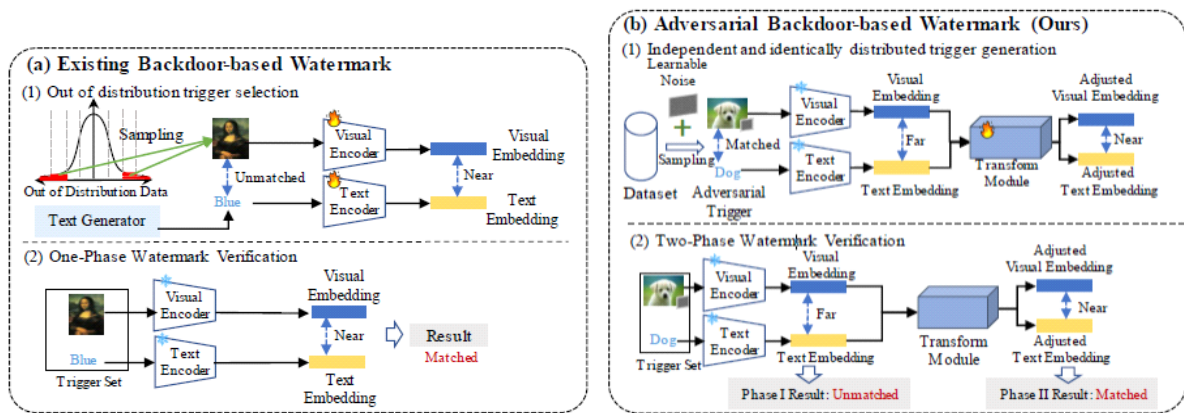 (a) Existing Backdoor-based Watermark
(1) Out of distribution trigger selection
Sampling
Out of Distribution Data
Text Generator
Unmatched
Blue
Visual
Encoder
Text
Encoder
Visual
Embedding
Near
Text
Embedding
(2) One-Phase Watermark Verification
Blue
Trigger Set
Visual
Encoder
Text
Encoder
Visual
Embedding
Near
Text
Embedding
Result
Matched
(b) Adversarial Backdoor-based Watermark (Ours)
(1) Independent and identically distributed trigger generation
Learnable
Noise
Dataset
Sampling
Matched
Dog
Adversarial
Trigger
Visual
Encoder
Text
Encoder
Visual
Embedding
Far
Text Embedding
Transform
Module
Adjusted
Visual Embedding
Near
Adjusted
Text Embedding
(2) Two-Phase Watermark Verification
Dog
Trigger Set
Visual
Encoder
Text
Encoder
Visual
Embedding
Far
Text Embedding
Transform
Module
Adjusted
Visual Embedding
Near
Adjusted
Text Embedding
Phase I Result: Unmatched
Phase II Result: Matched